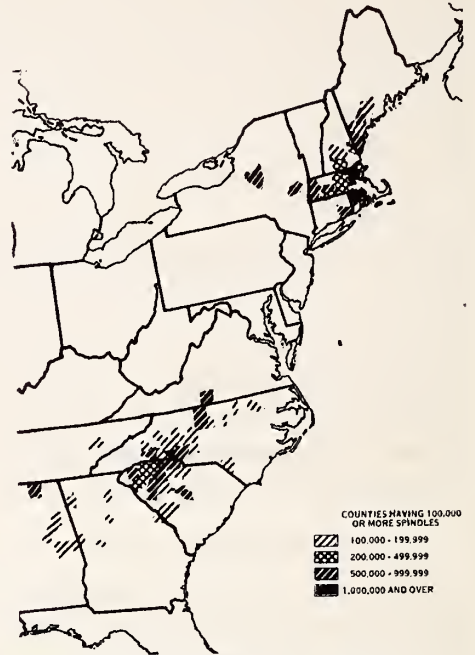 COUNTIES HAVING 100,000
OR MORE SPINDLES
100,000 - 199,999
200,000 - 499,999
500,000 - 999,999
1,000,000 AND OVER